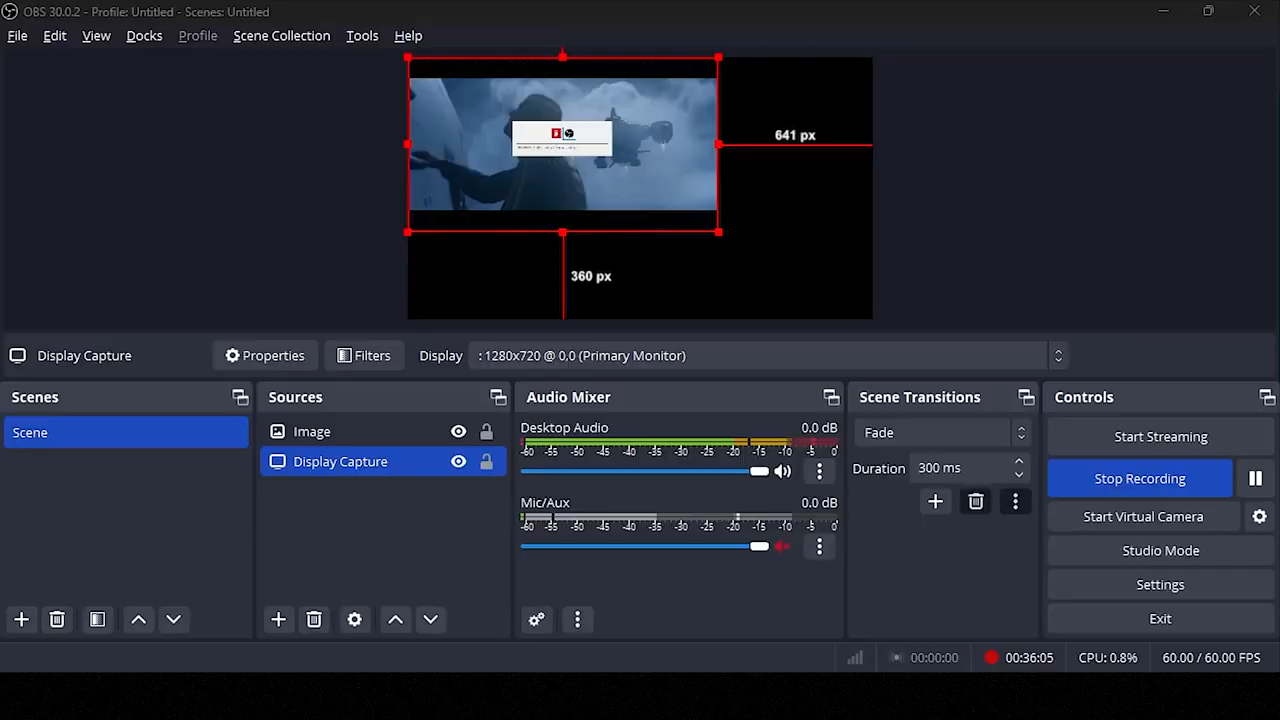 OBS 30.0.2 - Profile: Untitled - Scenes: Untitled
File Edit View Docks Profile Scene Collection Tools Help
641 px
360 px
Display Capture Properties Filters Display : 1280x720 @ 0,0 (Primary Monitor)
Scenes
Scene
Sources
Image
Display Capture
Audio Mixer
Desktop Audio 0.0 dB
-60 -55 -50 -45 -40 -35 -30 -25 -20 -15 -10 -5 0
Mic/Aux 0.0 dB
-60 -55 -50 -45 -40 -35 -30 -25 -20 -15 -10 -5 0
Scene Transitions
Fade
Duration 300 ms
Controls
Start Streaming
Stop Recording
Start Virtual Camera
Studio Mode
Settings
Exit
00:00:00 00:36:05 CPU: 0.8% 60.00 / 60.00 FPS